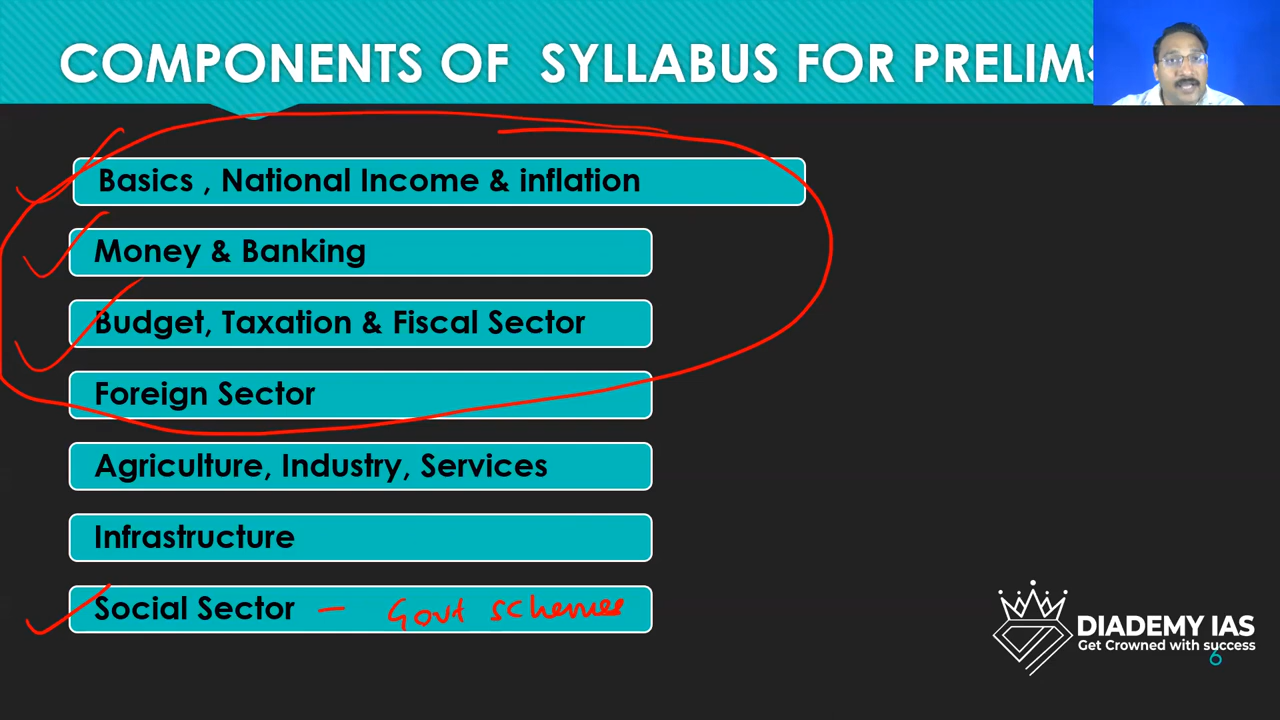 COMPONENTS OF SYLLABUS FOR PRELIMS
Basics , National Income & inflation
Money & Banking
Budget, Taxation & Fiscal Sector
Foreign Sector
Agriculture, Industry, Services
Infrastructure
Social Sector – Govt schemes
DIADEMY IAS
Get Crowned with success
6